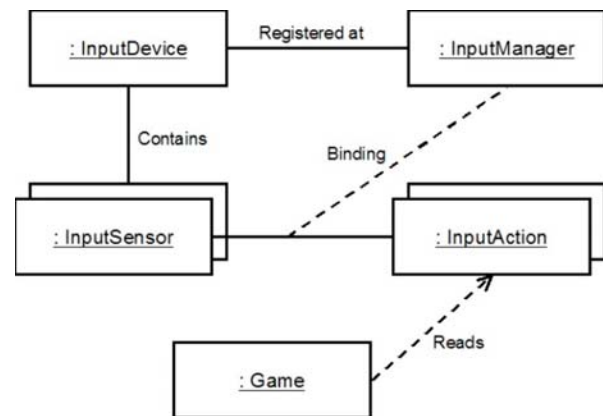 : InputDevice
Registered at
: InputManager
Contains
Binding
: InputSensor
: InputAction
Reads
: Game